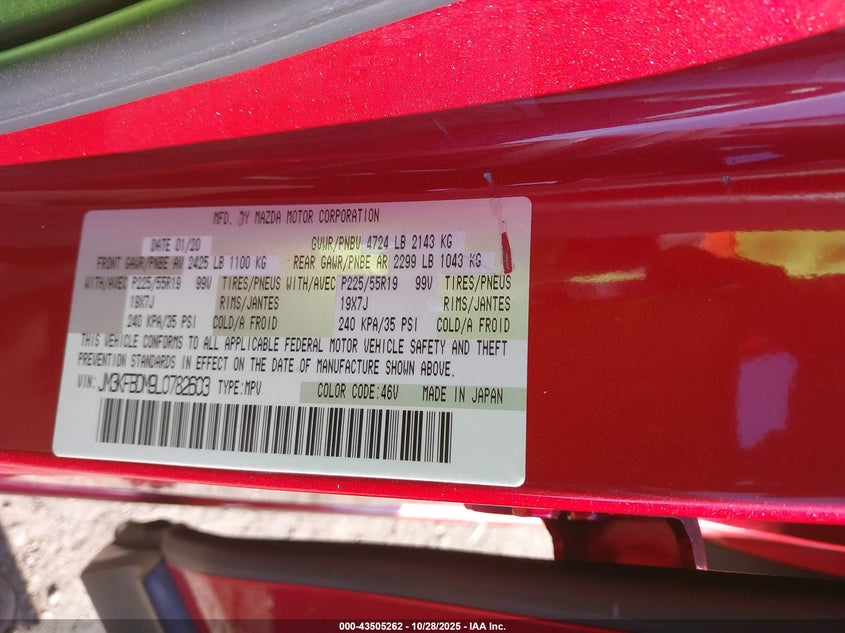 MFD. BY MAZDA MOTOR CORPORATION
DATE 01/20 GVWR/PNBV 4724 LB 2143 KG
FRONT GAWR/PNBE AV 2425 LB 1100 KG REAR GAWR/PNBE AR 2299 LB 1043 KG
WITH/AVEC P225/55R19 99V TIRES/PNEUS WITH/AVEC P225/55R19 99V TIRES/PNEUS
19X7J RIMS/JANTES 19X7J RIMS/JANTES
240 KPA/35 PSI COLD/A FROID 240 KPA/35 PSI COLD/A FROID
THIS VEHICLE CONFORMS TO ALL APPLICABLE FEDERAL MOTOR VEHICLE SAFETY AND THEFT
PREVENTION STANDARDS IN EFFECT ON THE DATE OF MANUFACTURE SHOWN ABOVE.
VIN: JM3KFBDM9L0782603 TYPE:MPV COLOR CODE:46V MADE IN JAPAN
000-43505262 - 10/28/2025 - IAA Inc.